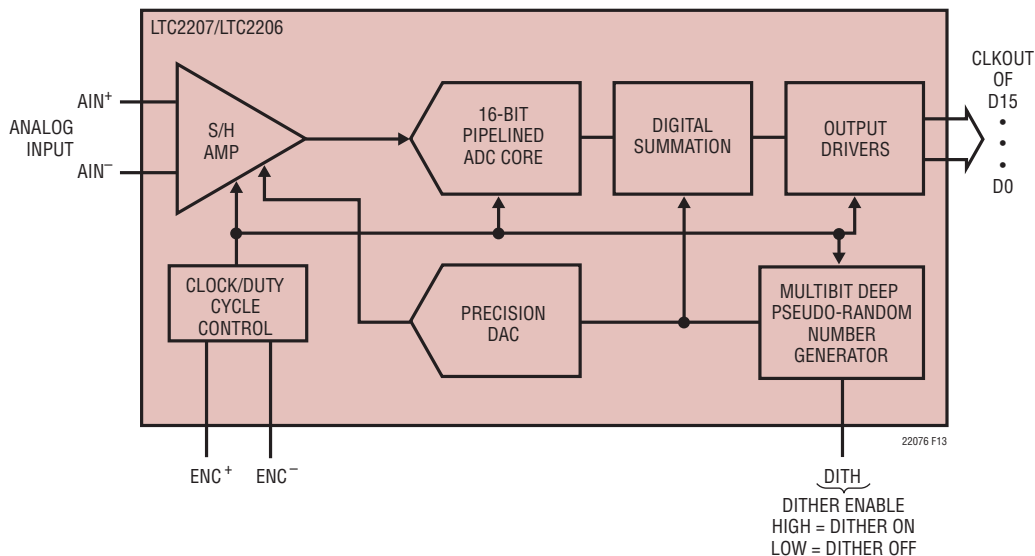 LTC2207/LTC2206
AIN+
ANALOG
INPUT
AIN−
S/H
AMP
16-BIT
PIPELINED
ADC CORE
DIGITAL
SUMMATION
OUTPUT
DRIVERS
CLKOUT
OF
D15
•
•
•
D0
CLOCK/DUTY
CYCLE
CONTROL
PRECISION
DAC
MULTIBIT DEEP
PSEUDO-RANDOM
NUMBER
GENERATOR
22076 F13
ENC+
ENC−
DITH
DITHER ENABLE
HIGH = DITHER ON
LOW = DITHER OFF